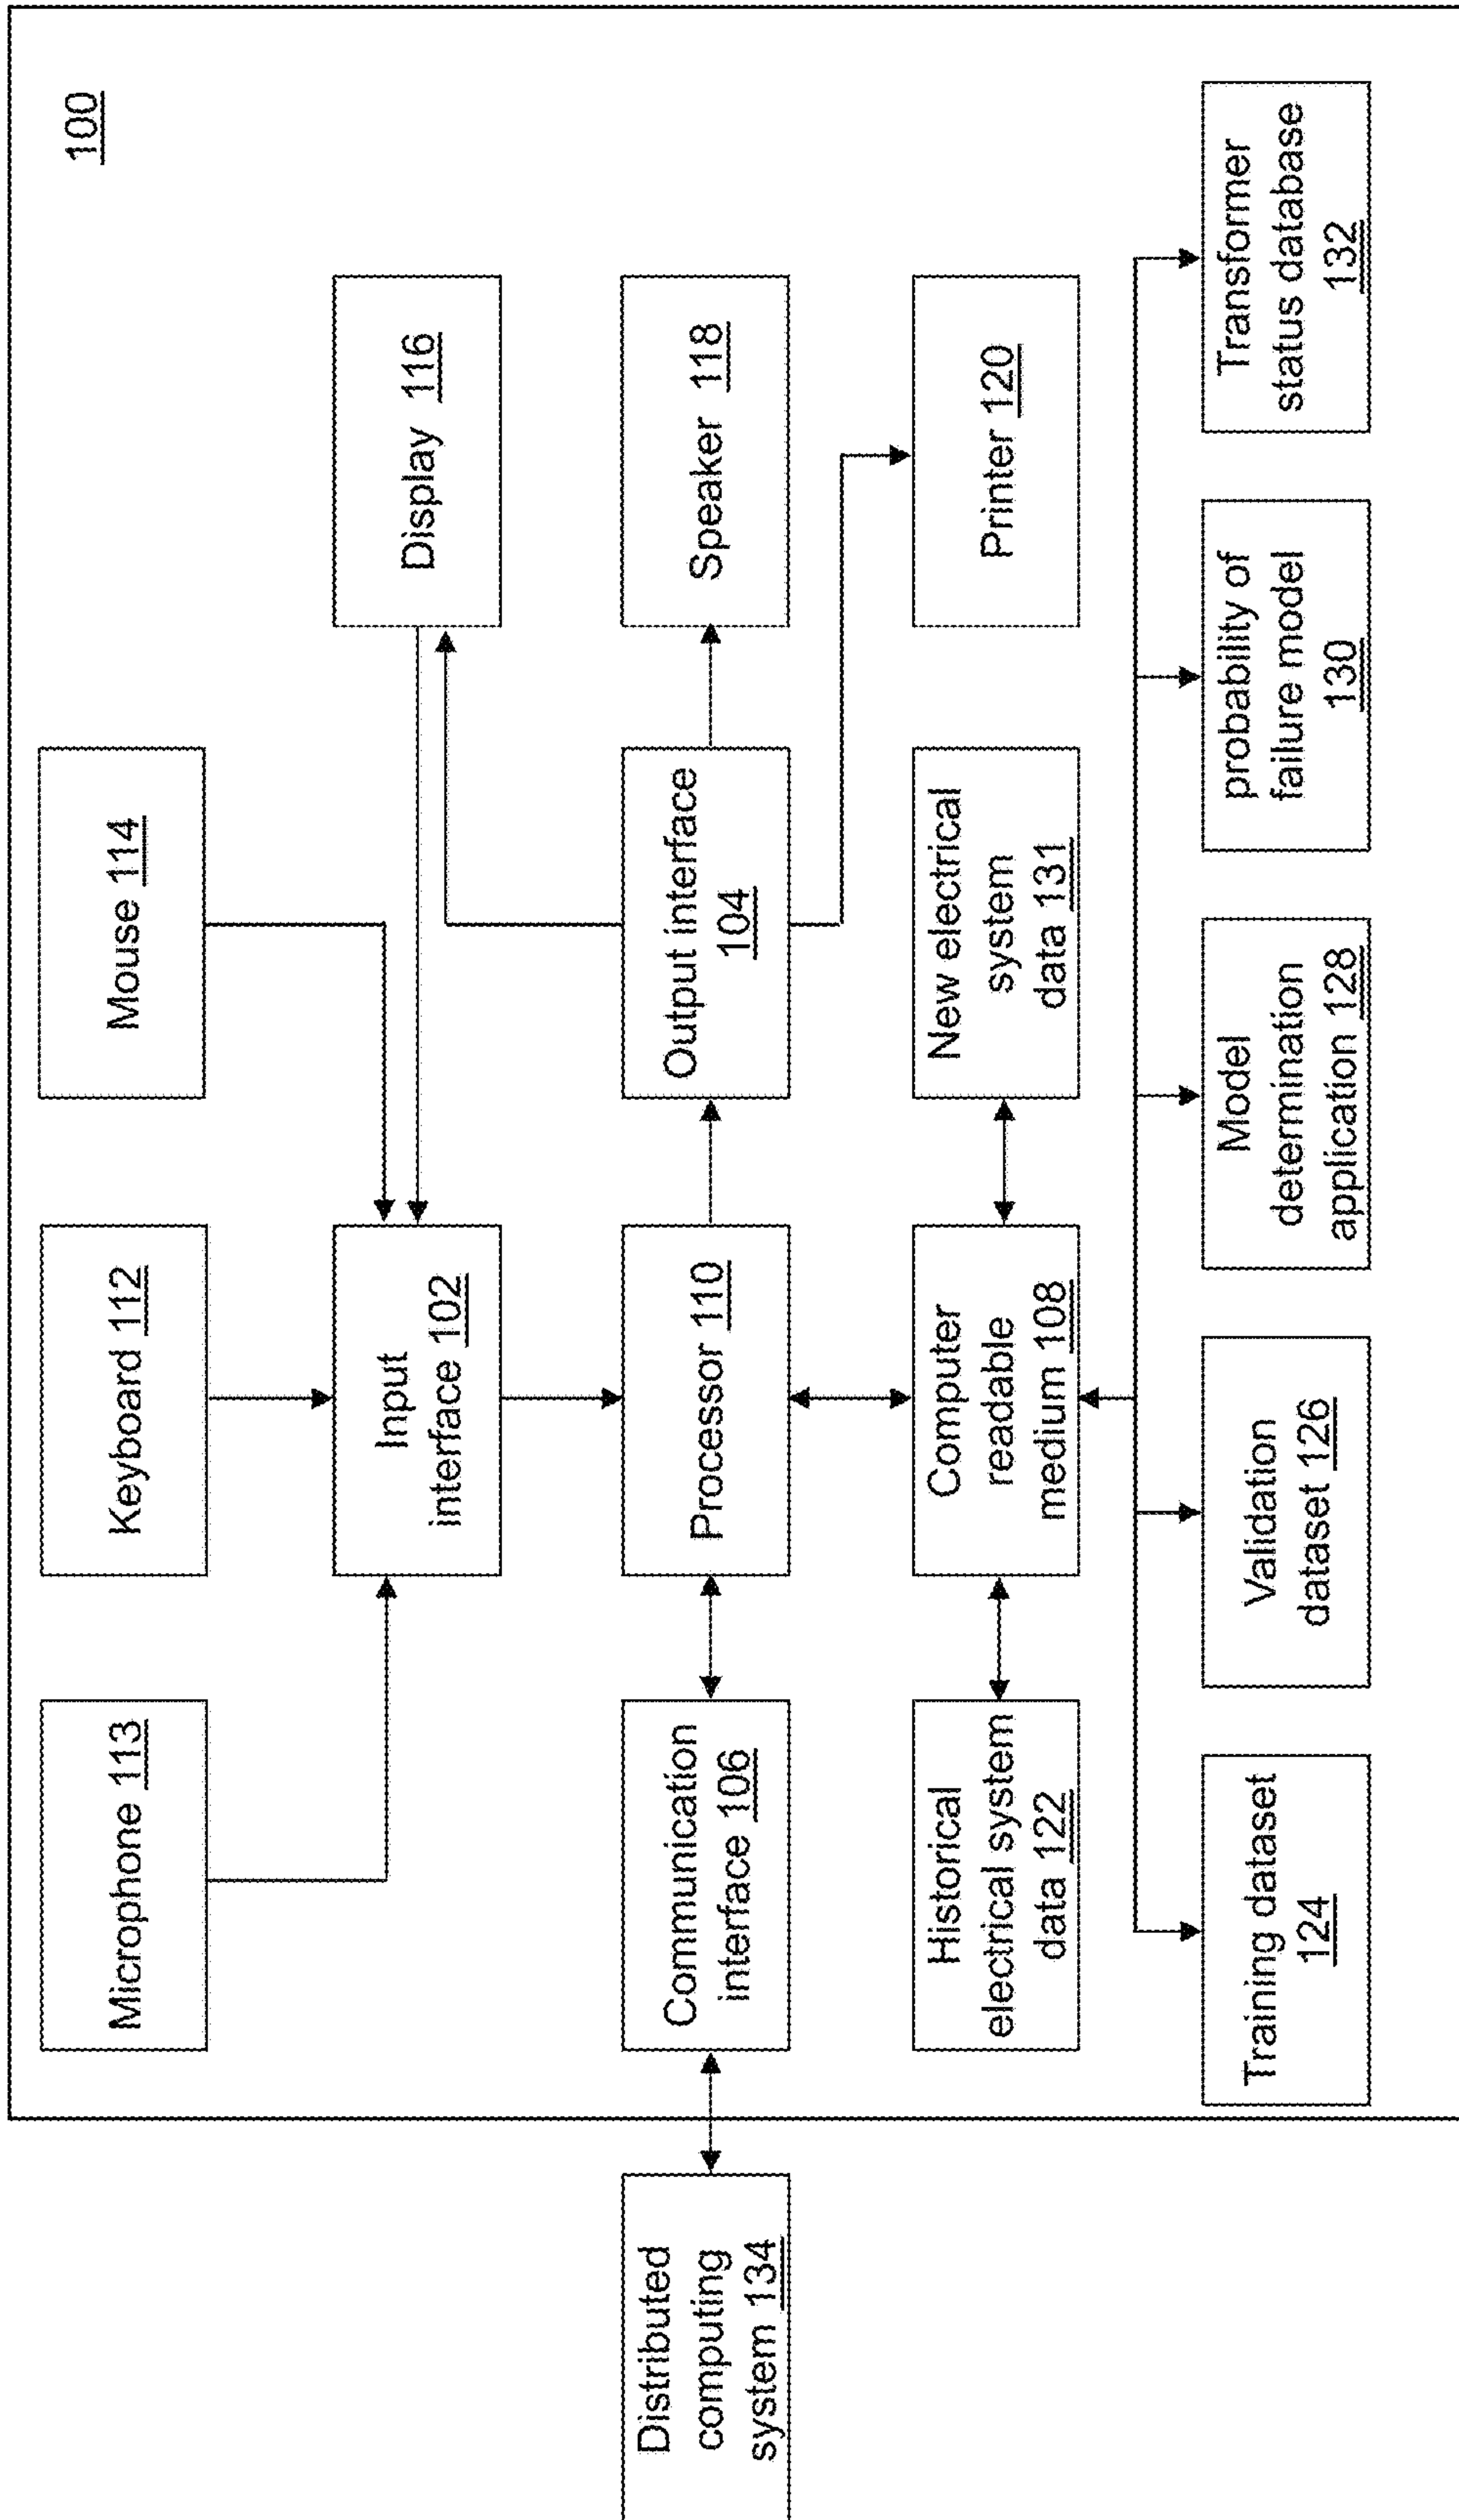 100
Microphone 113
Keyboard 112
Mouse 114
Input
interface 102
Display 116
Distributed
computing
system 134
Communication
interface 106
Processor 110
Output interface
104
Speaker 118
Historical
electrical system
data 122
Computer
readable
medium 108
New electrical
system
data 131
Printer 120
Training dataset
124
Validation
dataset 126
Model
determination
application 128
probability of
failure model
130
Transformer
status database
132